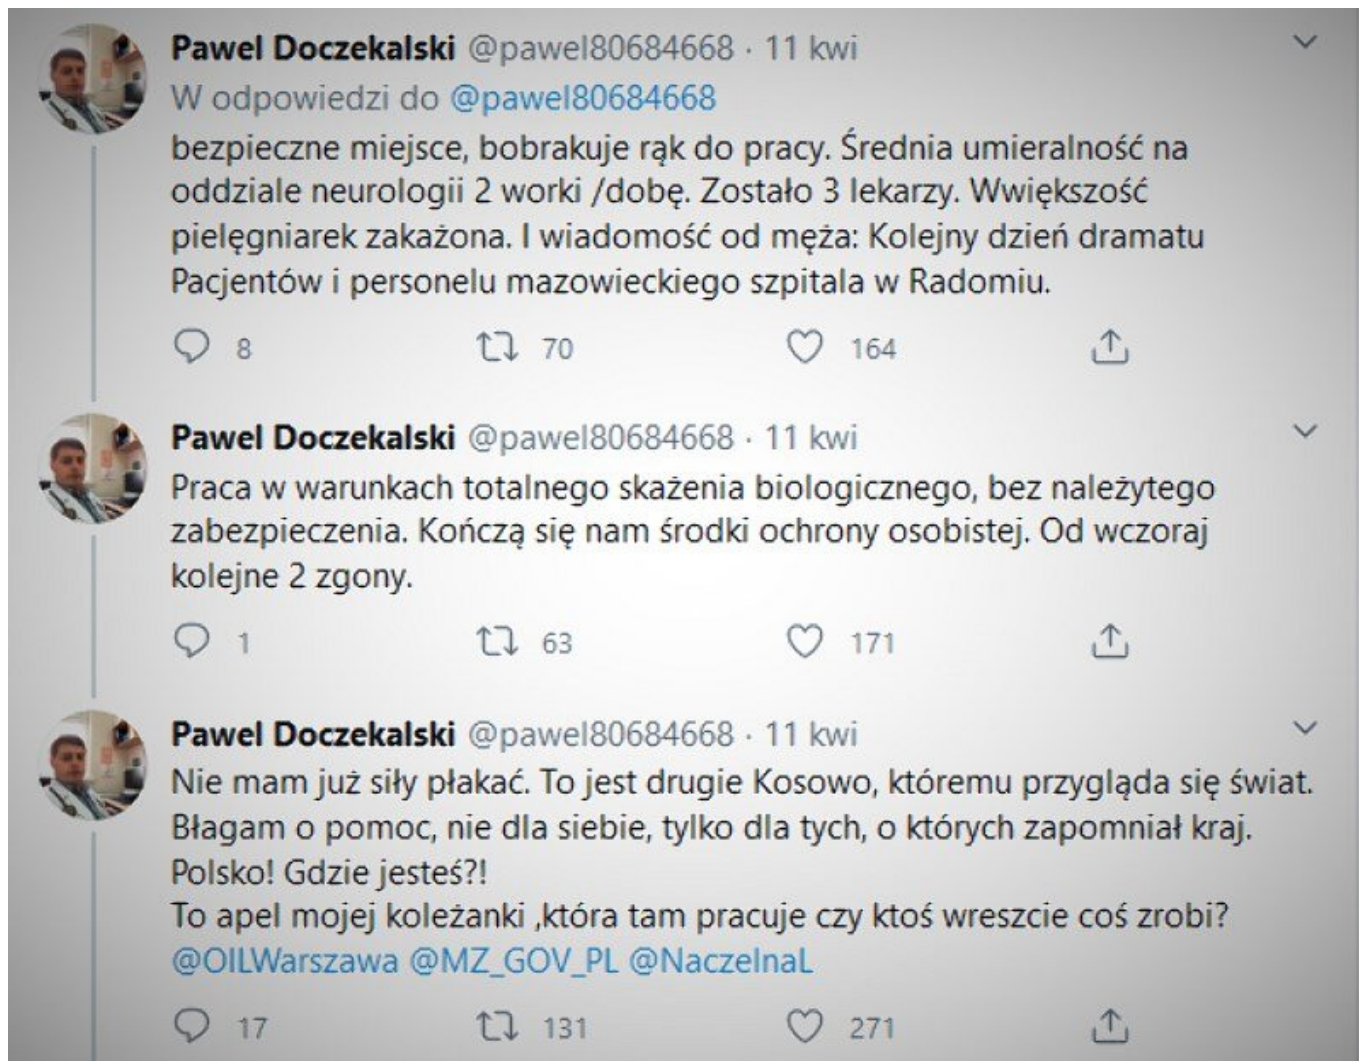 Pawel Doczekalski @pawel80684668 · 11 kwi
W odpowiedzi do @pawel80684668
bezpieczne miejsce, bobrakuje rąk do pracy. Średnia umieralność na
oddziale neurologii 2 worki /dobę. Zostało 3 lekarzy. Wwiększość
pielęgniarek zakażona. I wiadomość od męża: Kolejny dzień dramatu
Pacjentów i personelu mazowieckiego szpitala w Radomiu.
8 70 164
Pawel Doczekalski @pawel80684668 · 11 kwi
Praca w warunkach totalnego skażenia biologicznego, bez należytego
zabezpieczenia. Kończą się nam środki ochrony osobistej. Od wczoraj
kolejne 2 zgony.
1 63 171
Pawel Doczekalski @pawel80684668 · 11 kwi
Nie mam już siły płakać. To jest drugie Kosowo, któremu przygląda się świat.
Błagam o pomoc, nie dla siebie, tylko dla tych, o których zapomniał kraj.
Polsko! Gdzie jesteś?!
To apel mojej koleżanki ,która tam pracuje czy ktoś wreszcie coś zrobi?
@OILWarszawa @MZ_GOV_PL @NaczelnaL
17 131 271